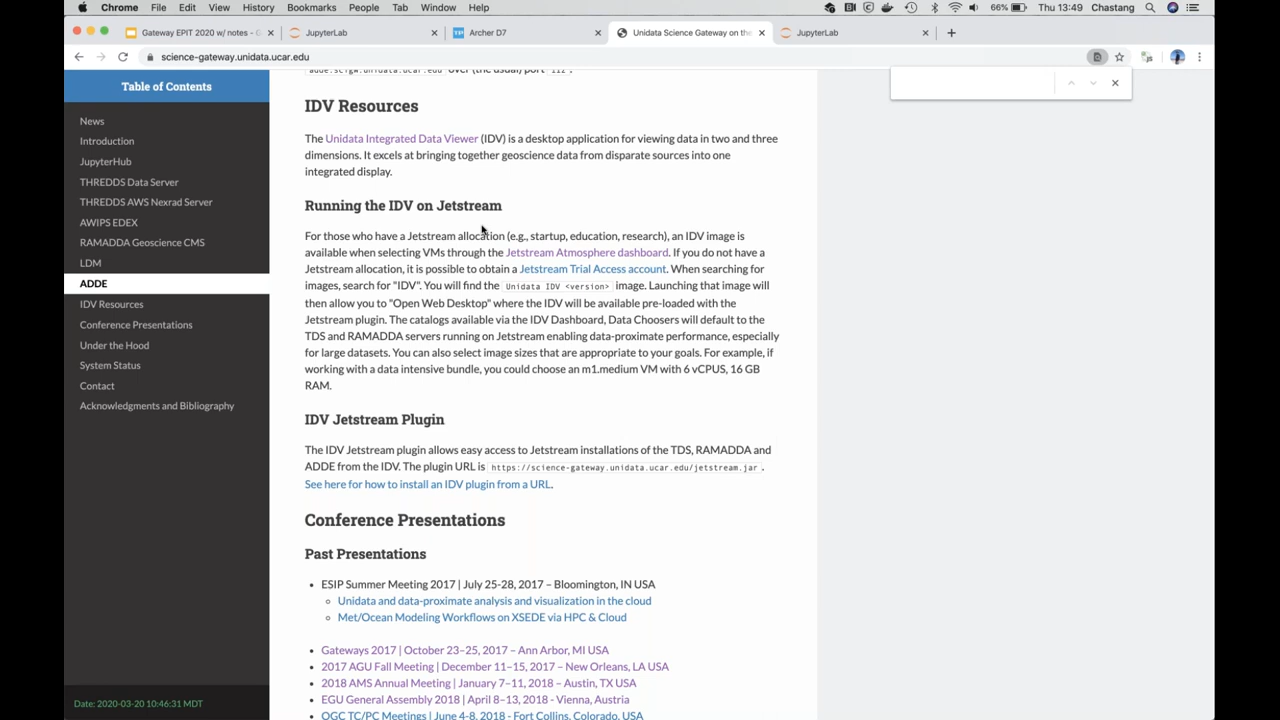 Chrome File Edit View History Bookmarks People Tab Window Help 66% Thu 13:49 Chastang
Gateway EPIT 2020 w/ notes - G
JupyterLab
Archer D7
Unidata Science Gateway on the
JupyterLab
science-gateway.unidata.ucar.edu
Table of Contents
News
Introduction
JupyterHub
THREDDS Data Server
THREDDS AWS Nexrad Server
AWIPS EDEX
RAMADDA Geoscience CMS
LDM
ADDE
IDV Resources
Conference Presentations
Under the Hood
System Status
Contact
Acknowledgments and Bibliography
Date: 2020-03-20 10:46:31 MDT
adde.scigw.unidata.ucar.edu over (the usual) port 112 .
IDV Resources
The Unidata Integrated Data Viewer (IDV) is a desktop application for viewing data in two and three
dimensions. It excels at bringing together geoscience data from disparate sources into one
integrated display.
Running the IDV on Jetstream
For those who have a Jetstream allocation (e.g., startup, education, research), an IDV image is
available when selecting VMs through the Jetstream Atmosphere dashboard. If you do not have a
Jetstream allocation, it is possible to obtain a Jetstream Trial Access account. When searching for
images, search for "IDV". You will find the Unidata IDV <version> image. Launching that image will
then allow you to "Open Web Desktop" where the IDV will be available pre-loaded with the
Jetstream plugin. The catalogs available via the IDV Dashboard, Data Choosers will default to the
TDS and RAMADDA servers running on Jetstream enabling data-proximate performance, especially
for large datasets. You can also select image sizes that are appropriate to your goals. For example, if
working with a data intensive bundle, you could choose an m1.medium VM with 6 vCPUS, 16 GB
RAM.
IDV Jetstream Plugin
The IDV Jetstream plugin allows easy access to Jetstream installations of the TDS, RAMADDA and
ADDE from the IDV. The plugin URL is https://science-gateway.unidata.ucar.edu/jetstream.jar .
See here for how to install an IDV plugin from a URL.
Conference Presentations
Past Presentations
• ESIP Summer Meeting 2017 | July 25-28, 2017 – Bloomington, IN USA
◦ Unidata and data-proximate analysis and visualization in the cloud
◦ Met/Ocean Modeling Workflows on XSEDE via HPC & Cloud
• Gateways 2017 | October 23–25, 2017 – Ann Arbor, MI USA
• 2017 AGU Fall Meeting | December 11–15, 2017 – New Orleans, LA USA
• 2018 AMS Annual Meeting | January 7–11, 2018 – Austin, TX USA
• EGU General Assembly 2018 | April 8–13, 2018 - Vienna, Austria
• OGC TC/PC Meetings | June 4-8, 2018 - Fort Collins, Colorado, USA